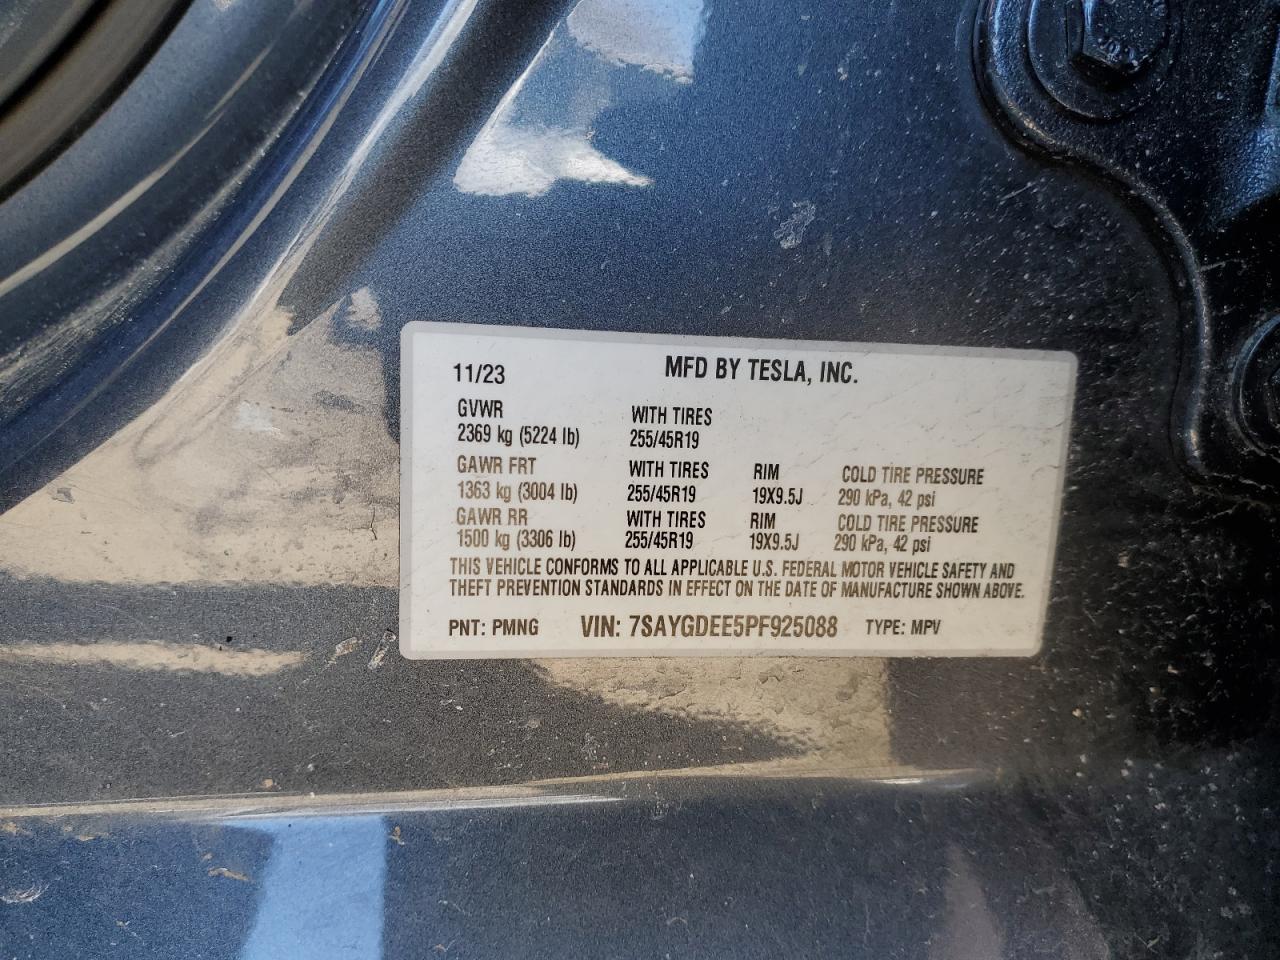 11/23 MFD BY TESLA, INC.
GVWR WITH TIRES
2369 kg (5224 lb) 255/45R19
GAWR FRT WITH TIRES RIM COLD TIRE PRESSURE
1363 kg (3004 lb) 255/45R19 19X9.5J 290 kPa, 42 psi
GAWR RR WITH TIRES RIM COLD TIRE PRESSURE
1500 kg (3306 lb) 255/45R19 19X9.5J 290 kPa, 42 psi
THIS VEHICLE CONFORMS TO ALL APPLICABLE U.S. FEDERAL MOTOR VEHICLE SAFETY AND
THEFT PREVENTION STANDARDS IN EFFECT ON THE DATE OF MANUFACTURE SHOWN ABOVE.
PNT: PMNG VIN: 7SAYGDEE5PF925088 TYPE: MPV